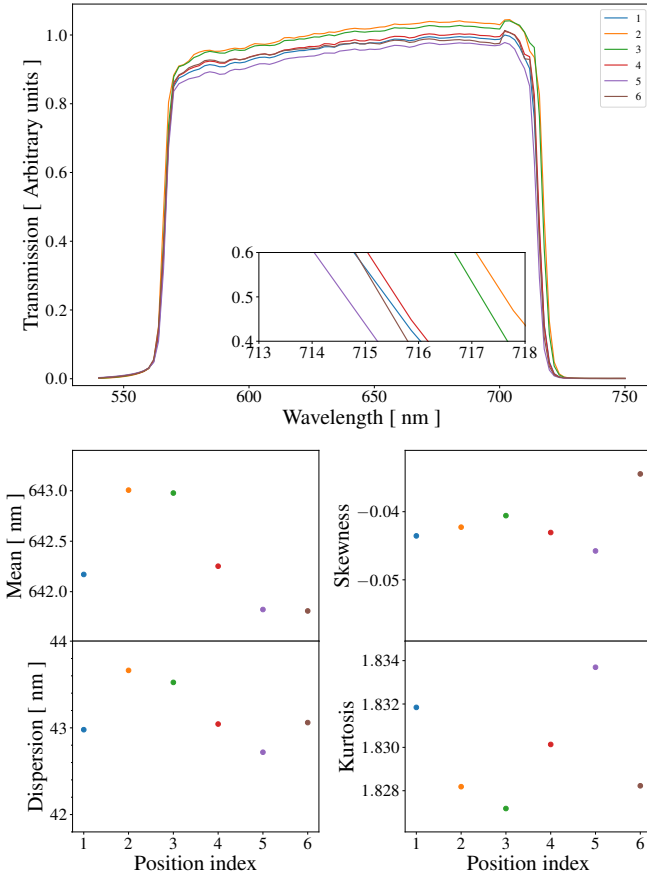 1.0
0.8
0.6
0.4
0.2
0.0
Transmission [ Arbitrary units]
1
2
3
4
5
6
0.6
0.5
0.4
713 714 715 716 717 718
550 600 650 700 750
Wavelength [ nm ]
643.0
642.5
642.0
Mean [ nm ]
−0.04
−0.05
Skewness
44
43
42
Dispersion [ nm ]
1.834
1.832
1.830
1.828
Kurtosis
1 2 3 4 5 6
Position index
1 2 3 4 5 6
Position index